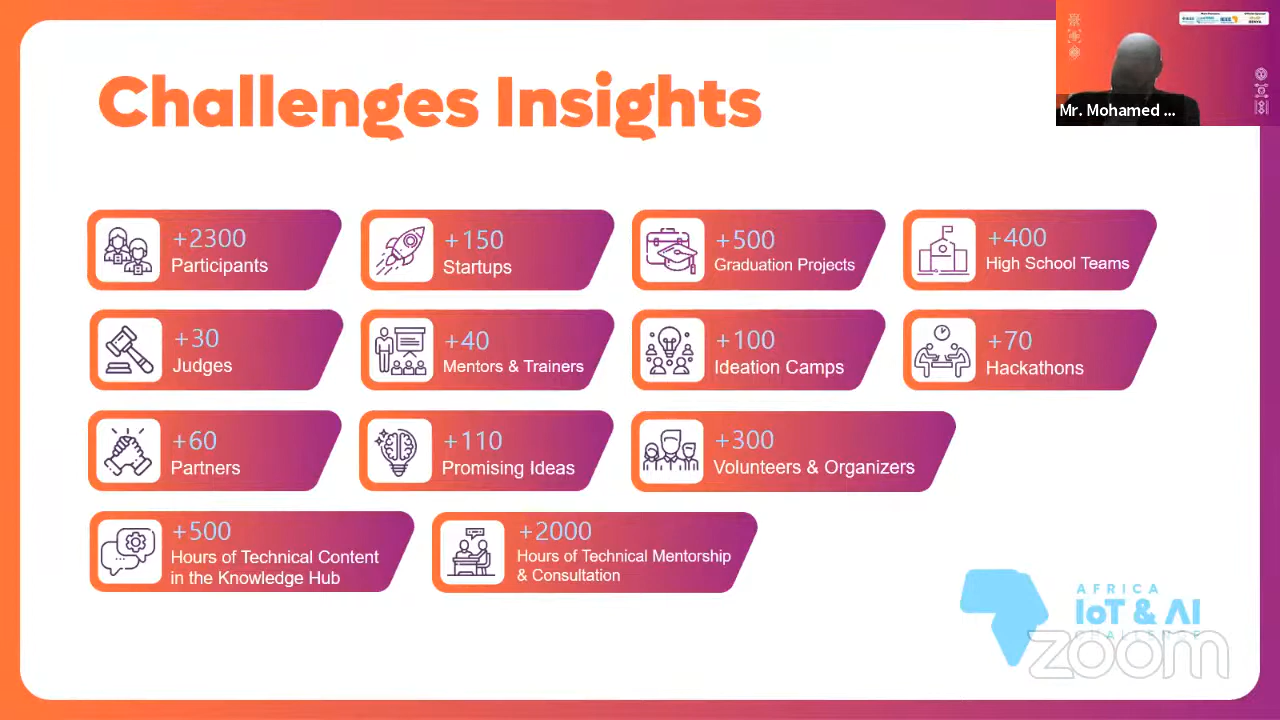 Challenges Insights
Mr. Mohamed ...
+2300
Participants
+150
Startups
+500
Graduation Projects
+400
High School Teams
+30
Judges
+40
Mentors & Trainers
+100
Ideation Camps
+70
Hackathons
+60
Partners
+110
Promising Ideas
+300
Volunteers & Organizers
+500
Hours of Technical Content
in the Knowledge Hub
+2000
Hours of Technical Mentorship
& Consultation
AFRICA
IoT & AI
CHALLENGE
zoom